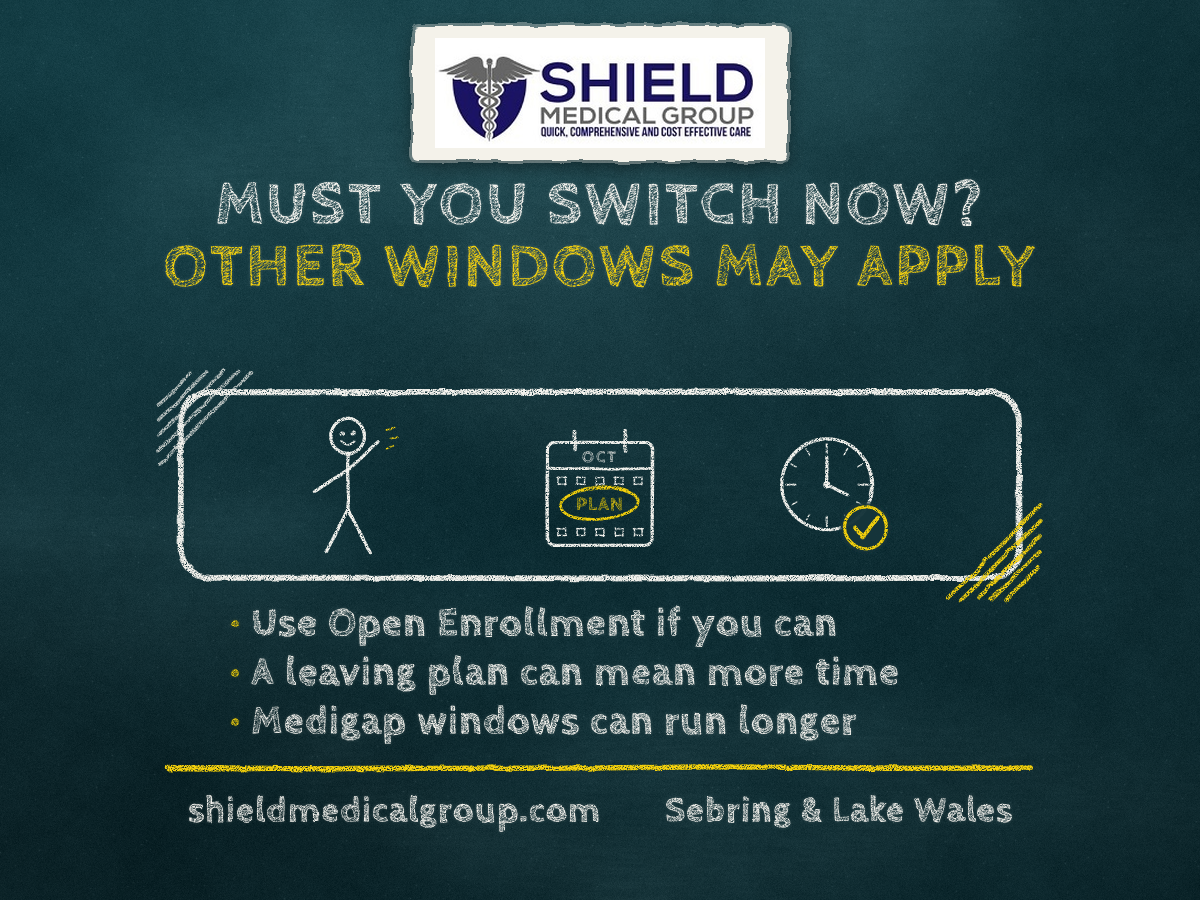 SHIELD
MEDICAL GROUP
QUICK, COMPREHENSIVE AND COST EFFECTIVE CARE
MUST YOU SWITCH NOW?
OTHER WINDOWS MAY APPLY
OCT
PLAN
• Use Open Enrollment if you can
• A leaving plan can mean more time
• Medigap windows can run longer
shieldmedicalgroup.com Sebring & Lake Wales